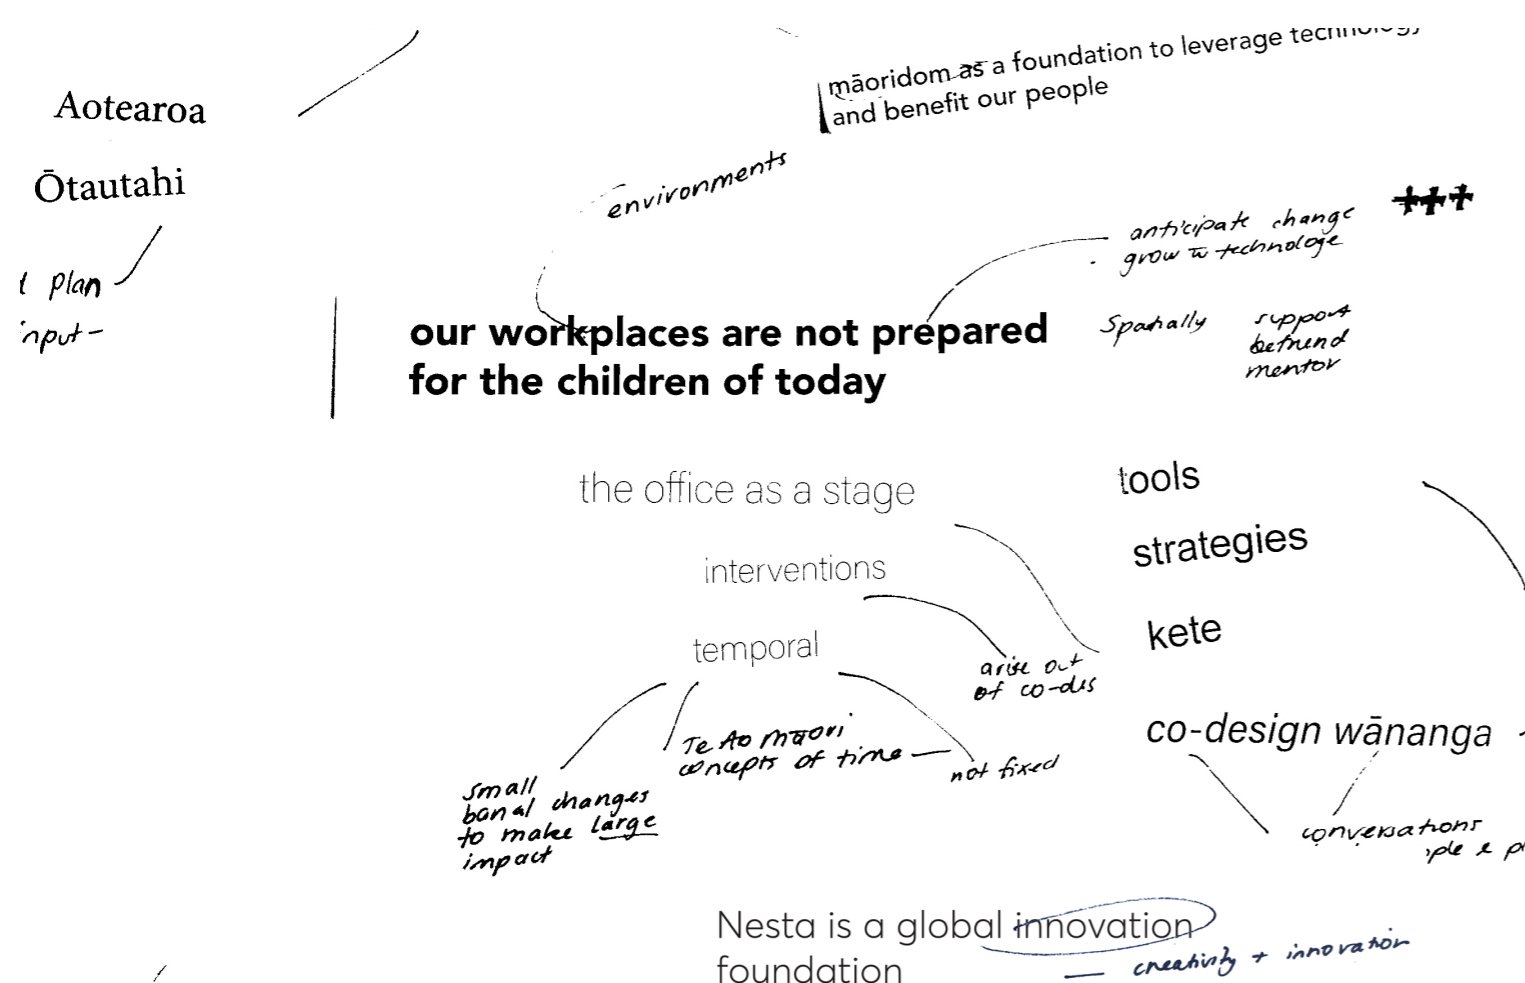 māoridom as a foundation to leverage technology
and benefit our people
Aotearoa
Ōtautahi
plan
input –
environments
anticipate change
grow w technologe
our workplaces are not prepared
for the children of today
Spatially
support
befriend
mentor
the office as a stage
interventions
temporal
tools
strategies
kete
co-design wānanga
arise out
of co-des
Te Ao māori
concepts of time —
not fixed
small
banal changes
to make large
impact
conversations
Nesta is a global innovation
foundation
— creativity + innovation